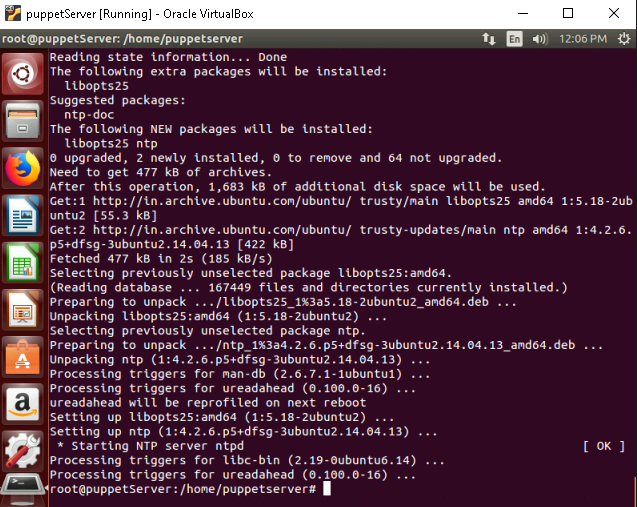 puppetServer [Running] - Oracle VirtualBox
root@puppetServer: /home/puppetserver En 12:06 PM
Reading state information... Done
The following extra packages will be installed:
libopts25
Suggested packages:
ntp-doc
The following NEW packages will be installed:
libopts25 ntp
0 upgraded, 2 newly installed, 0 to remove and 64 not upgraded.
Need to get 477 kB of archives.
After this operation, 1,683 kB of additional disk space will be used.
Get:1 http://in.archive.ubuntu.com/ubuntu/ trusty/main libopts25 amd64 1:5.18-2ub
untu2 [55.3 kB]
Get:2 http://in.archive.ubuntu.com/ubuntu/ trusty-updates/main ntp amd64 1:4.2.6.
p5+dfsg-3ubuntu2.14.04.13 [422 kB]
Fetched 477 kB in 2s (185 kB/s)
Selecting previously unselected package libopts25:amd64.
(Reading database ... 167449 files and directories currently installed.)
Preparing to unpack .../libopts25_1%3a5.18-2ubuntu2_amd64.deb ...
Unpacking libopts25:amd64 (1:5.18-2ubuntu2) ...
Selecting previously unselected package ntp.
Preparing to unpack .../ntp_1%3a4.2.6.p5+dfsg-3ubuntu2.14.04.13_amd64.deb ...
Unpacking ntp (1:4.2.6.p5+dfsg-3ubuntu2.14.04.13) ...
Processing triggers for man-db (2.6.7.1-1ubuntu1) ...
Processing triggers for ureadahead (0.100.0-16) ...
ureadahead will be reprofiled on next reboot
Setting up libopts25:amd64 (1:5.18-2ubuntu2) ...
Setting up ntp (1:4.2.6.p5+dfsg-3ubuntu2.14.04.13) ...
* Starting NTP server ntpd [ OK ]
Processing triggers for libc-bin (2.19-0ubuntu6.14) ...
Processing triggers for ureadahead (0.100.0-16) ...
root@puppetServer:/home/puppetserver#